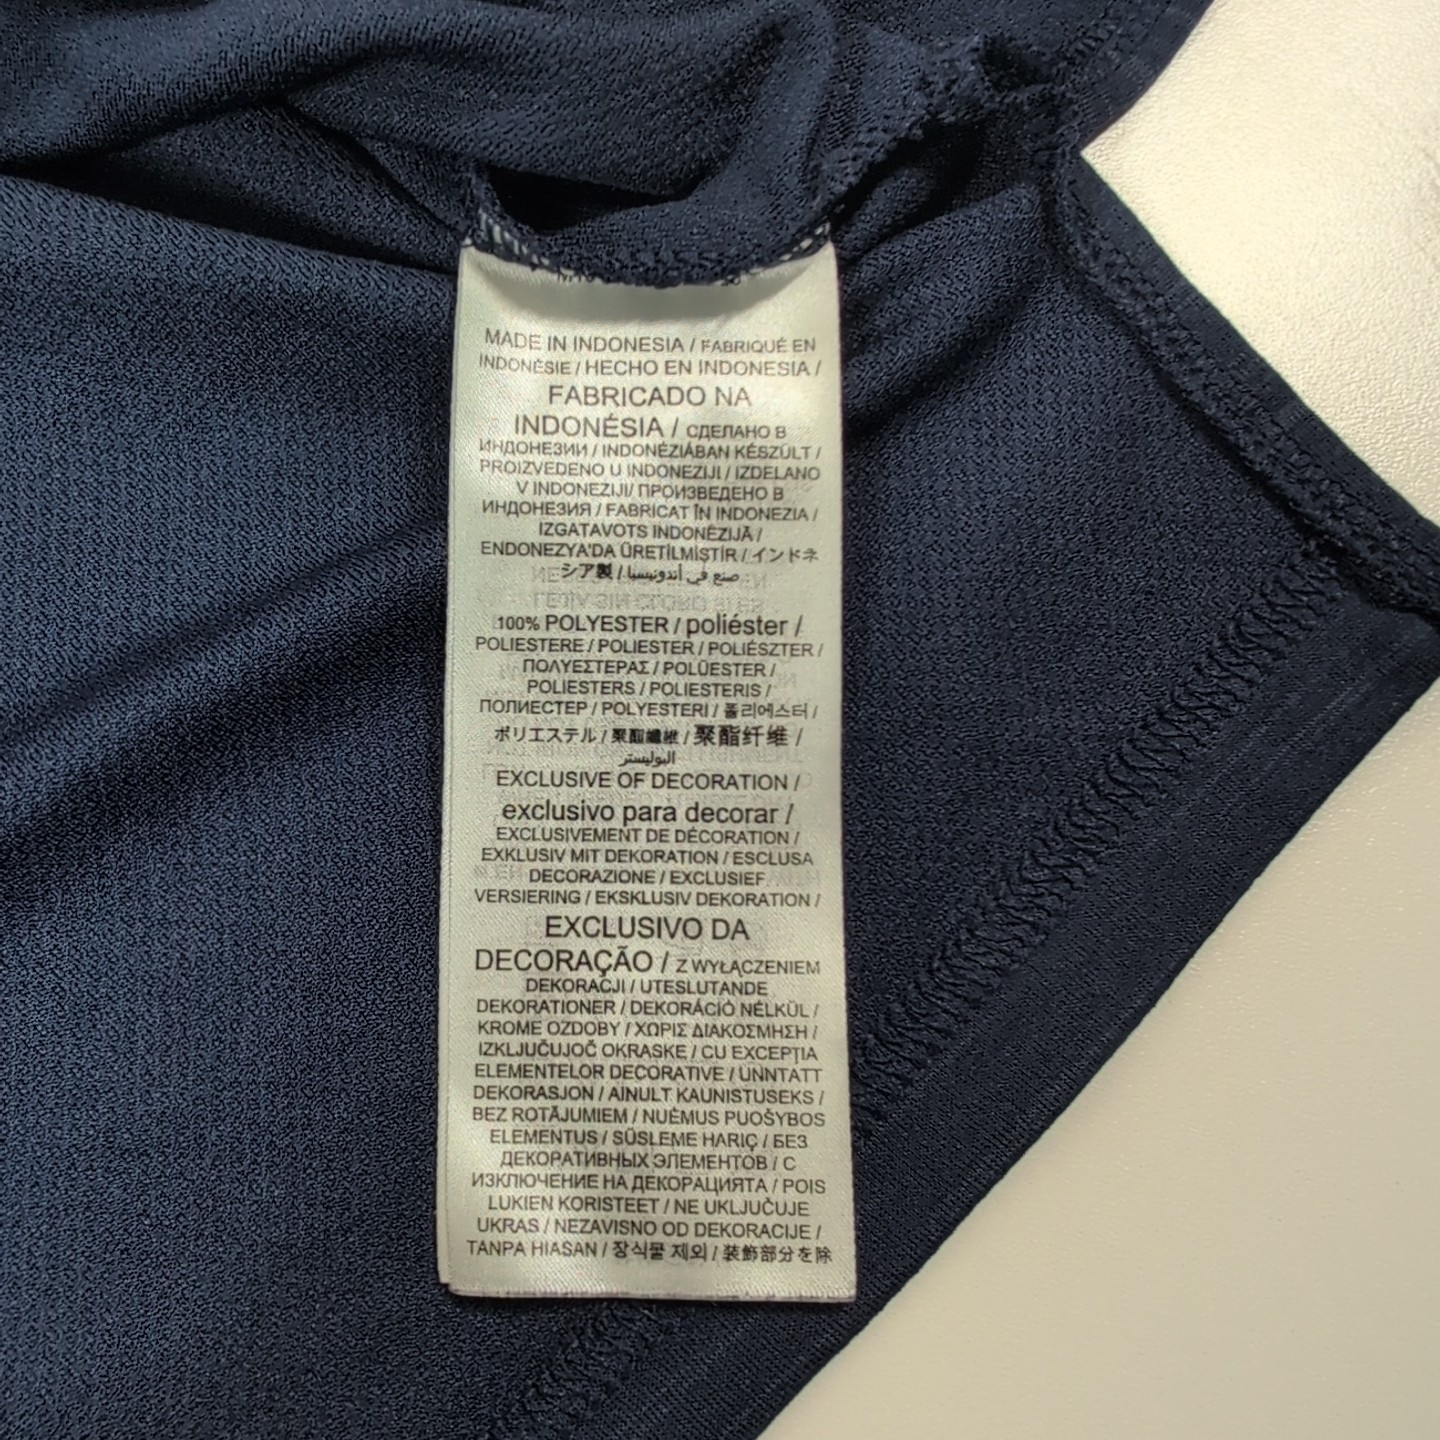 MADE IN INDONESIA / FABRIQUÉ EN
INDONÉSIE / HECHO EN INDONESIA /
FABRICADO NA
INDONÉSIA / СДЕЛАНО В
ИНДОНЕЗИИ / INDONÉZIÁBAN KÉSZÜLT /
PROIZVEDENO U INDONEZIJI / IZDELANO
V INDONEZIJI/ ПРОИЗВЕДЕНО В
ИНДОНЕЗИЯ / FABRICAT ÎN INDONEZIA /
IZGATAVOTS INDONĒZIJĀ /
ENDONEZYA'DA ÜRETİLMİSTİR / インドネ
シア製 / صنع في أندونيسيا
100% POLYESTER / poliéster /
POLIESTERE / POLIESTER / POLIÉSZTER /
ΠΟΛΥΕΣΤΕΡΑΣ / POLÜESTER /
POLIESTERS / POLIESTERIS /
ПОЛИЕСТЕР / POLYESTERI / 폴리에스터 /
ポリエステル / 聚酯纖維 / 聚酯纤维 /
البوليستر
EXCLUSIVE OF DECORATION /
exclusivo para decorar /
EXCLUSIVEMENT DE DÉCORATION /
EXKLUSIV MIT DEKORATION / ESCLUSA
DECORAZIONE / EXCLUSIEF
VERSIERING / EKSKLUSIV DEKORATION /
EXCLUSIVO DA
DECORAÇÃO / Z WYŁĄCZENIEM
DEKORACJI / UTESLUTANDE
DEKORATIONER / DEKORÁCIÓ NÉLKÜL /
KROME OZDOBY / ΧΩΡΙΣ ΔΙΑΚΟΣΜΗΣΗ /
IZKLJUČUJOČ OKRASKE / CU EXCEPŢIA
ELEMENTELOR DECORATIVE / UNNTATT
DEKORASJON / AINULT KAUNISTUSEKS /
BEZ ROTĀJUMIEM / NUĖMUS PUOŠYBOS
ELEMENTUS / SÜSLEME HARİÇ / БЕЗ
ДЕКОРАТИВНЫХ ЭЛЕМЕНТОВ / С
ИЗКЛЮЧЕНИЕ НА ДЕКОРАЦИЯТА / POIS
LUKIEN KORISTEET / NE UKLJUČUJE
UKRAS / NEZAVISNO OD DEKORACIJE /
TANPA HIASAN / 장식물 제외 / 装飾部分を除